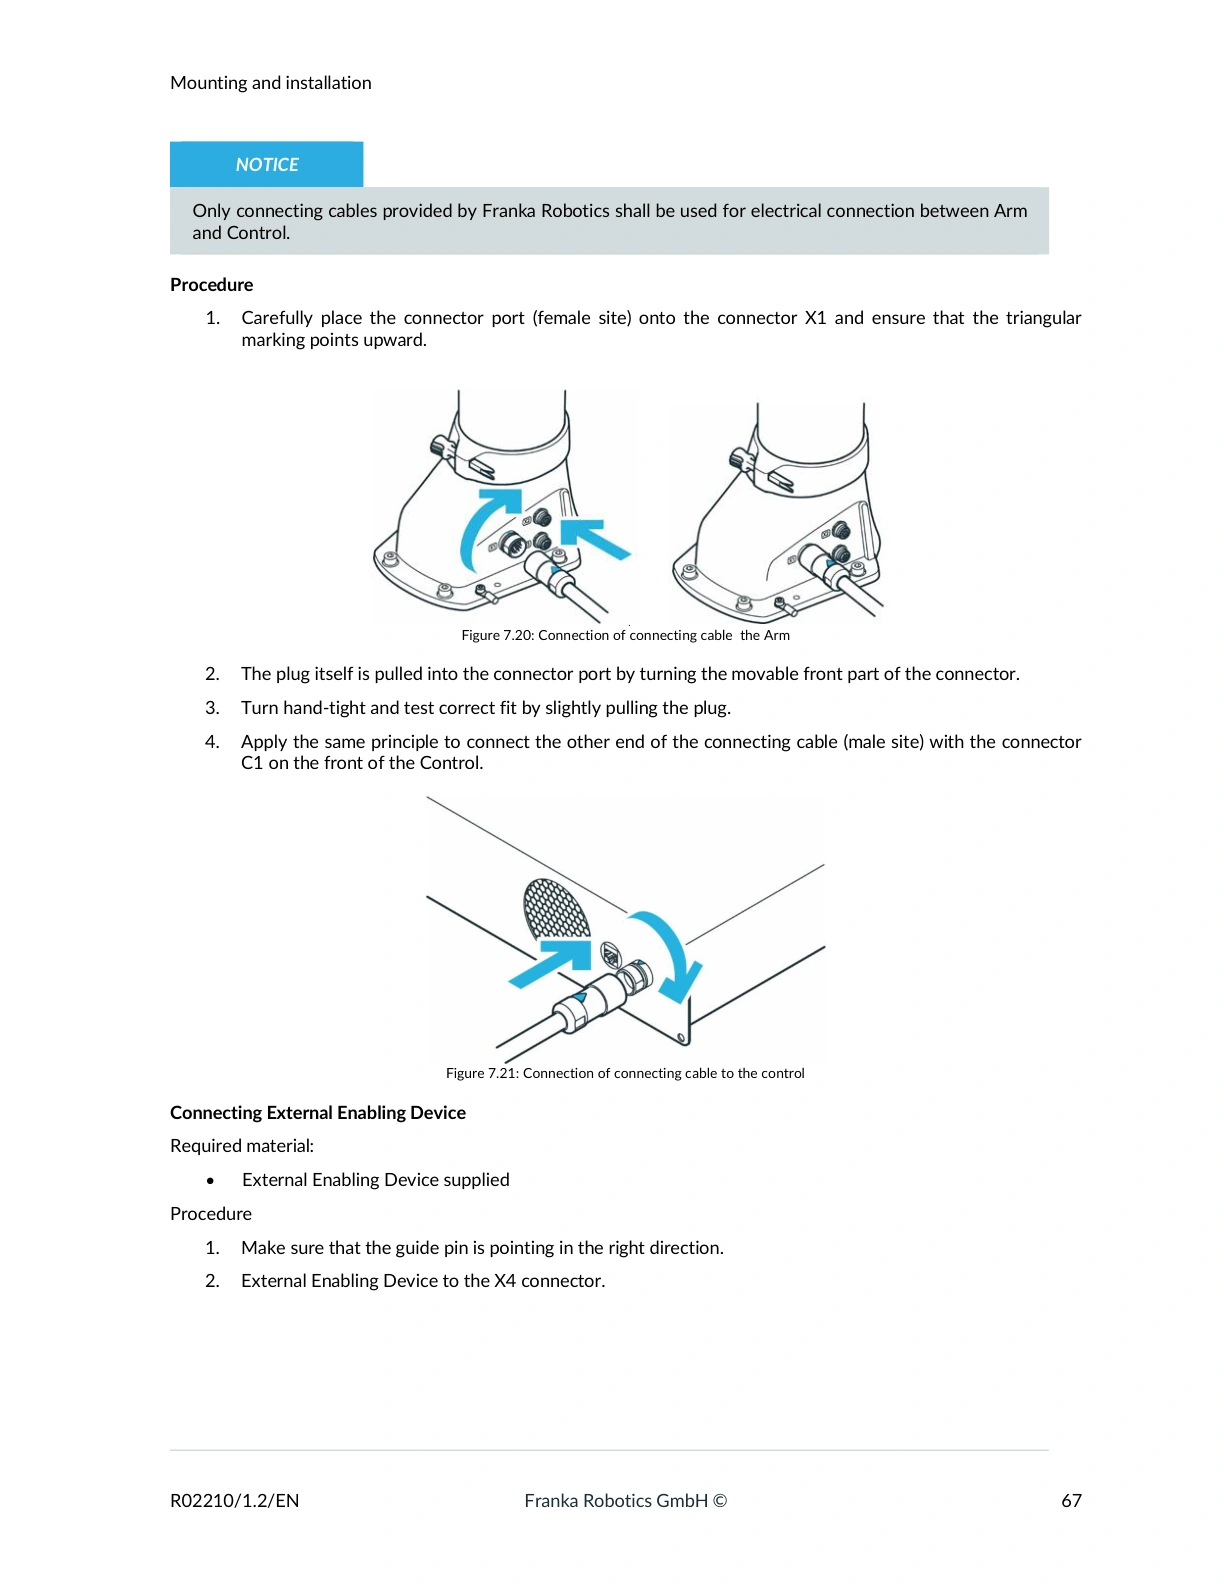 Mounting and installation
NOTICE
Only connecting cables provided by Franka Robotics shall be used for electrical connection between Arm
and Control.
Procedure
1. Carefully place the connector port (female site) onto the connector X1 and ensure that the triangular
marking points upward.
Figure 7.20: Connection of connecting cable the Arm
2. The plug itself is pulled into the connector port by turning the movable front part of the connector.
3. Turn hand-tight and test correct fit by slightly pulling the plug.
4. Apply the same principle to connect the other end of the connecting cable (male site) with the connector
C1 on the front of the Control.
Figure 7.21: Connection of connecting cable to the control
Connecting External Enabling Device
Required material:
• External Enabling Device supplied
Procedure
1. Make sure that the guide pin is pointing in the right direction.
2. External Enabling Device to the X4 connector.
R02210/1.2/EN Franka Robotics GmbH © 67